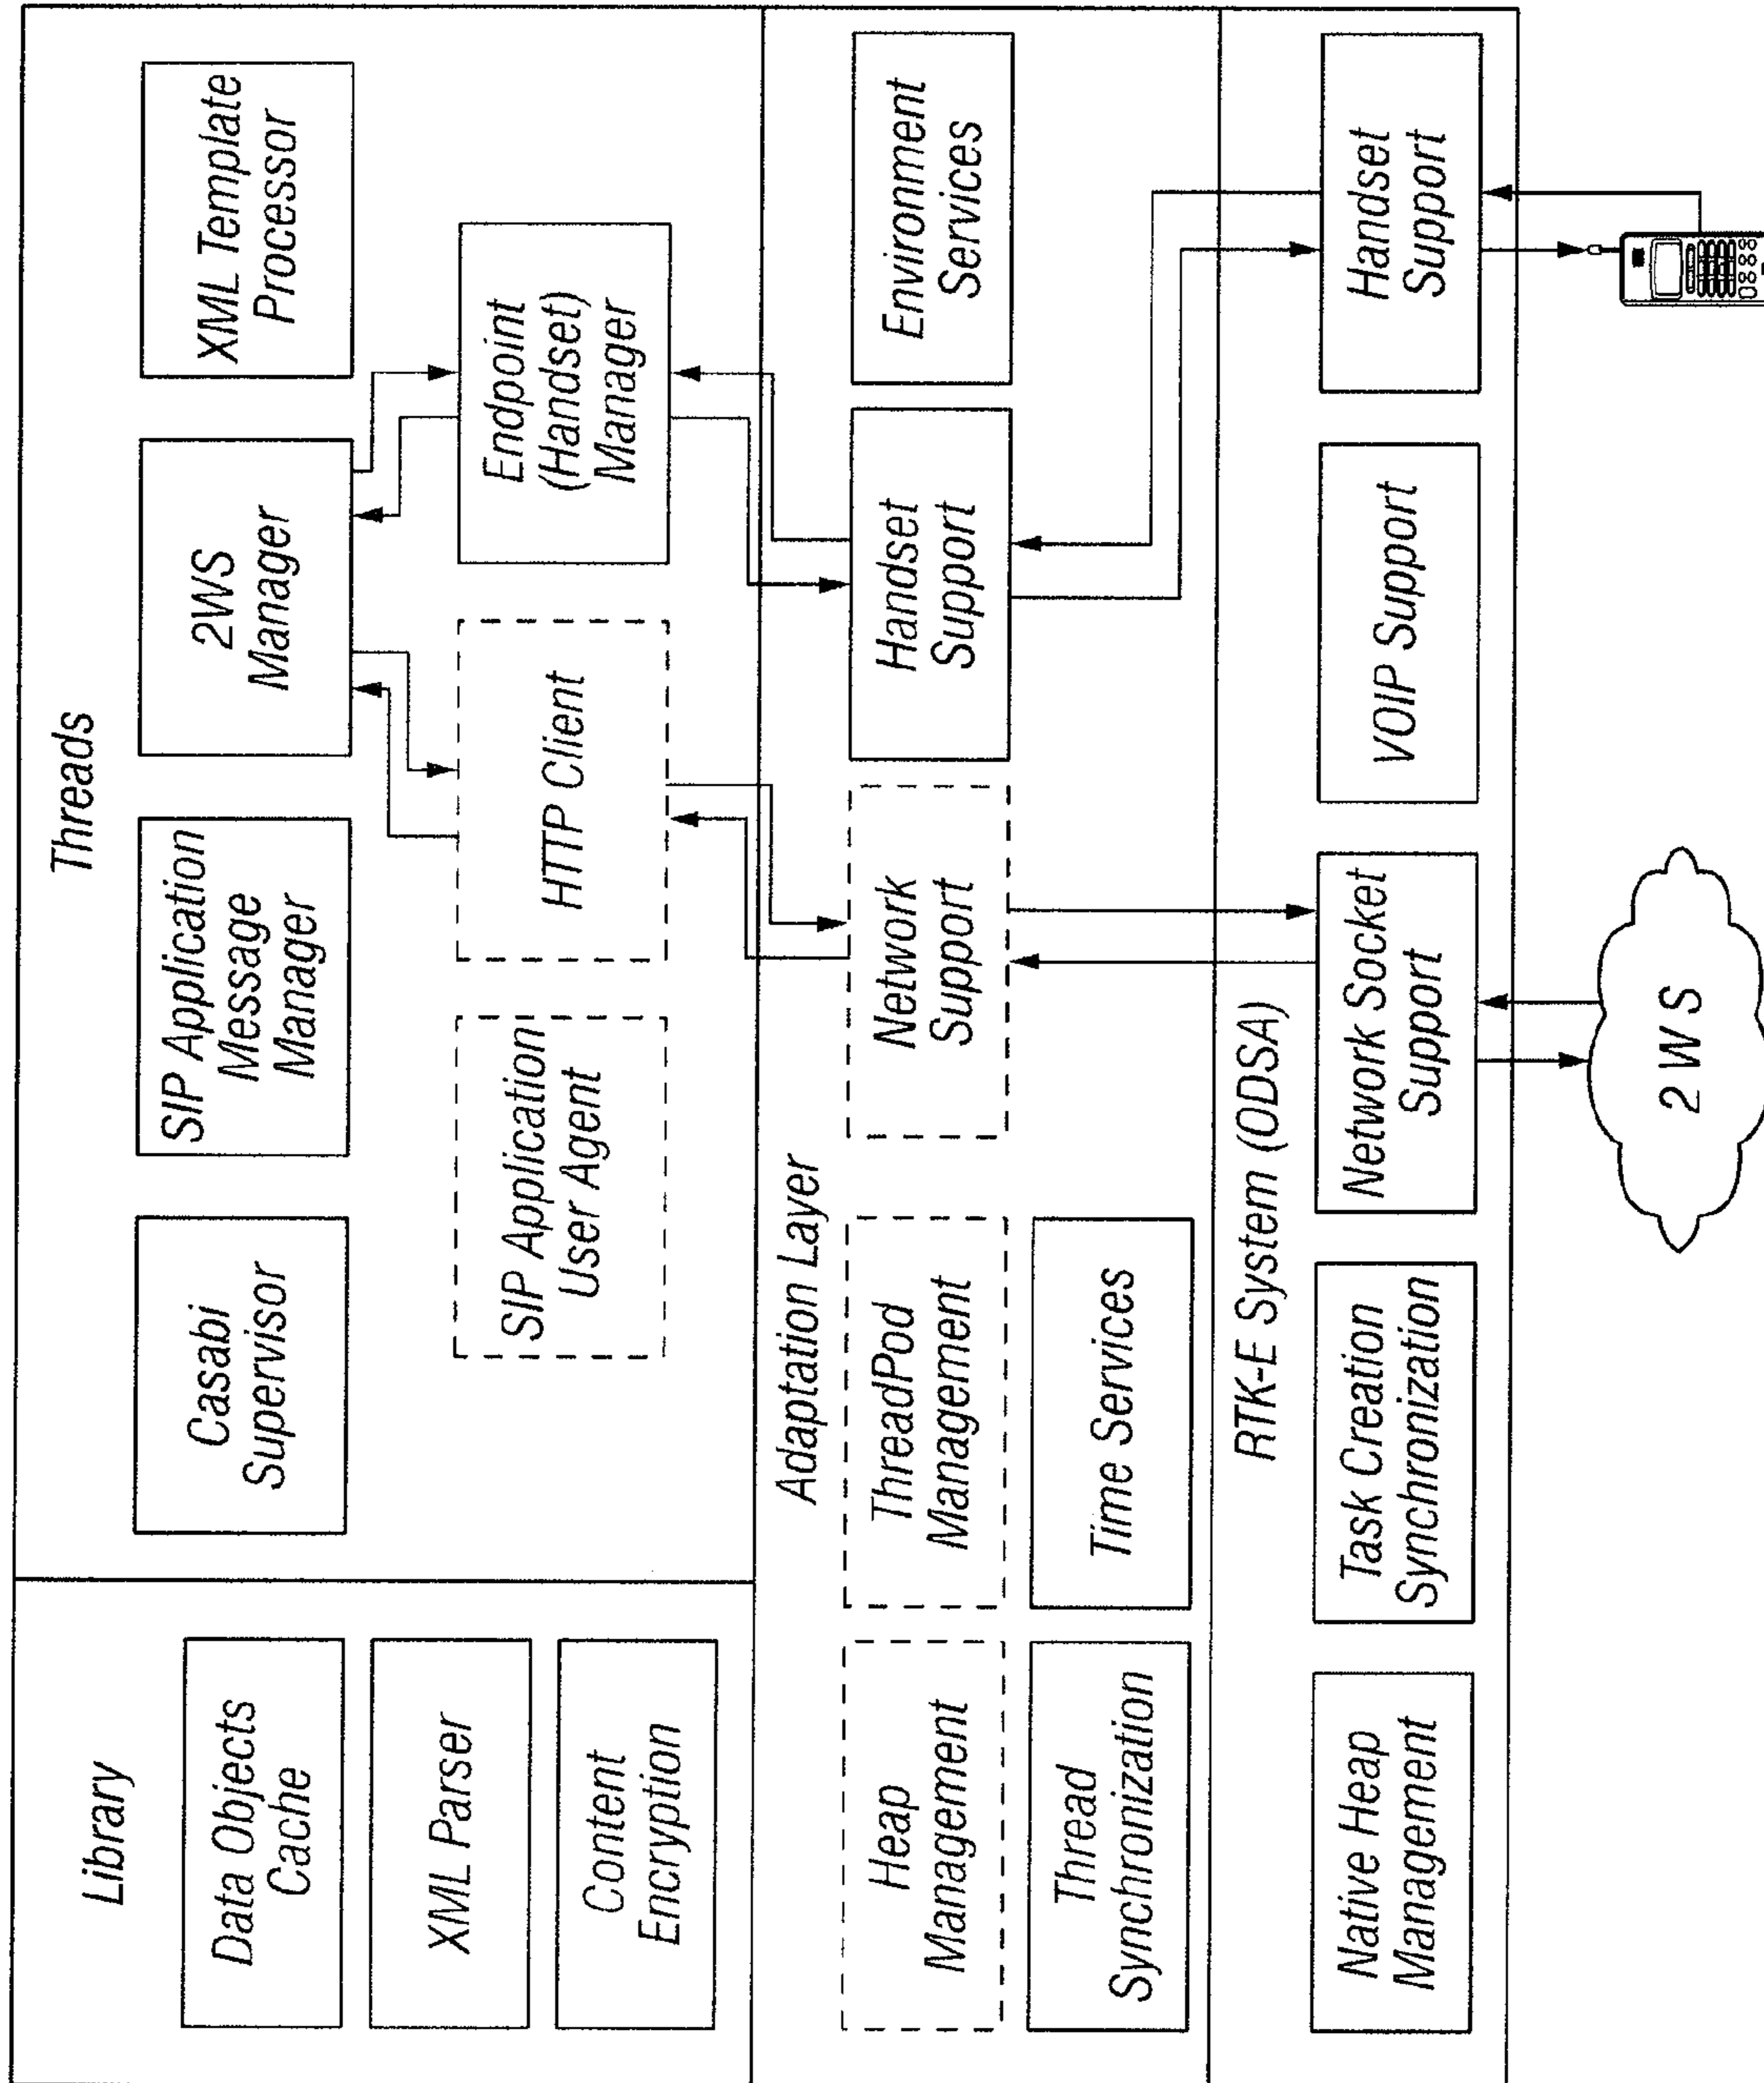 Library
Data Objects
Cache
XML Parser
Content
Encryption
Threads
Casabi
Supervisor
SIP Application
Message
Manager
2WS
Manager
XML Template
Processor
SIP Application
User Agent
HTTP Client
Endpoint
(Handset)
Manager
Adaptation Layer
Heap
Management
ThreadPod
Management
Network
Support
Handset
Support
Environment
Services
Thread
Synchronization
Time Services
RTK-E System (ODSA)
Native Heap
Management
Task Creation
Synchronization
Network Socket
Support
VOIP Support
Handset
Support
2 W S